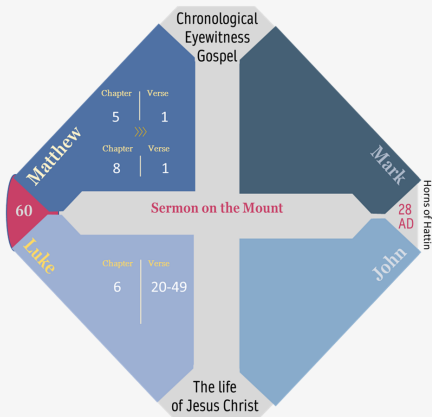 Chronological
Eyewitness
Gospel
Matthew
Chapter Verse
5 1
>>>
Chapter Verse
8 1
Mark
60
Sermon on the Mount
28
AD
Horns of Hattin
Luke
Chapter Verse
6 20-49
John
The life
of Jesus Christ